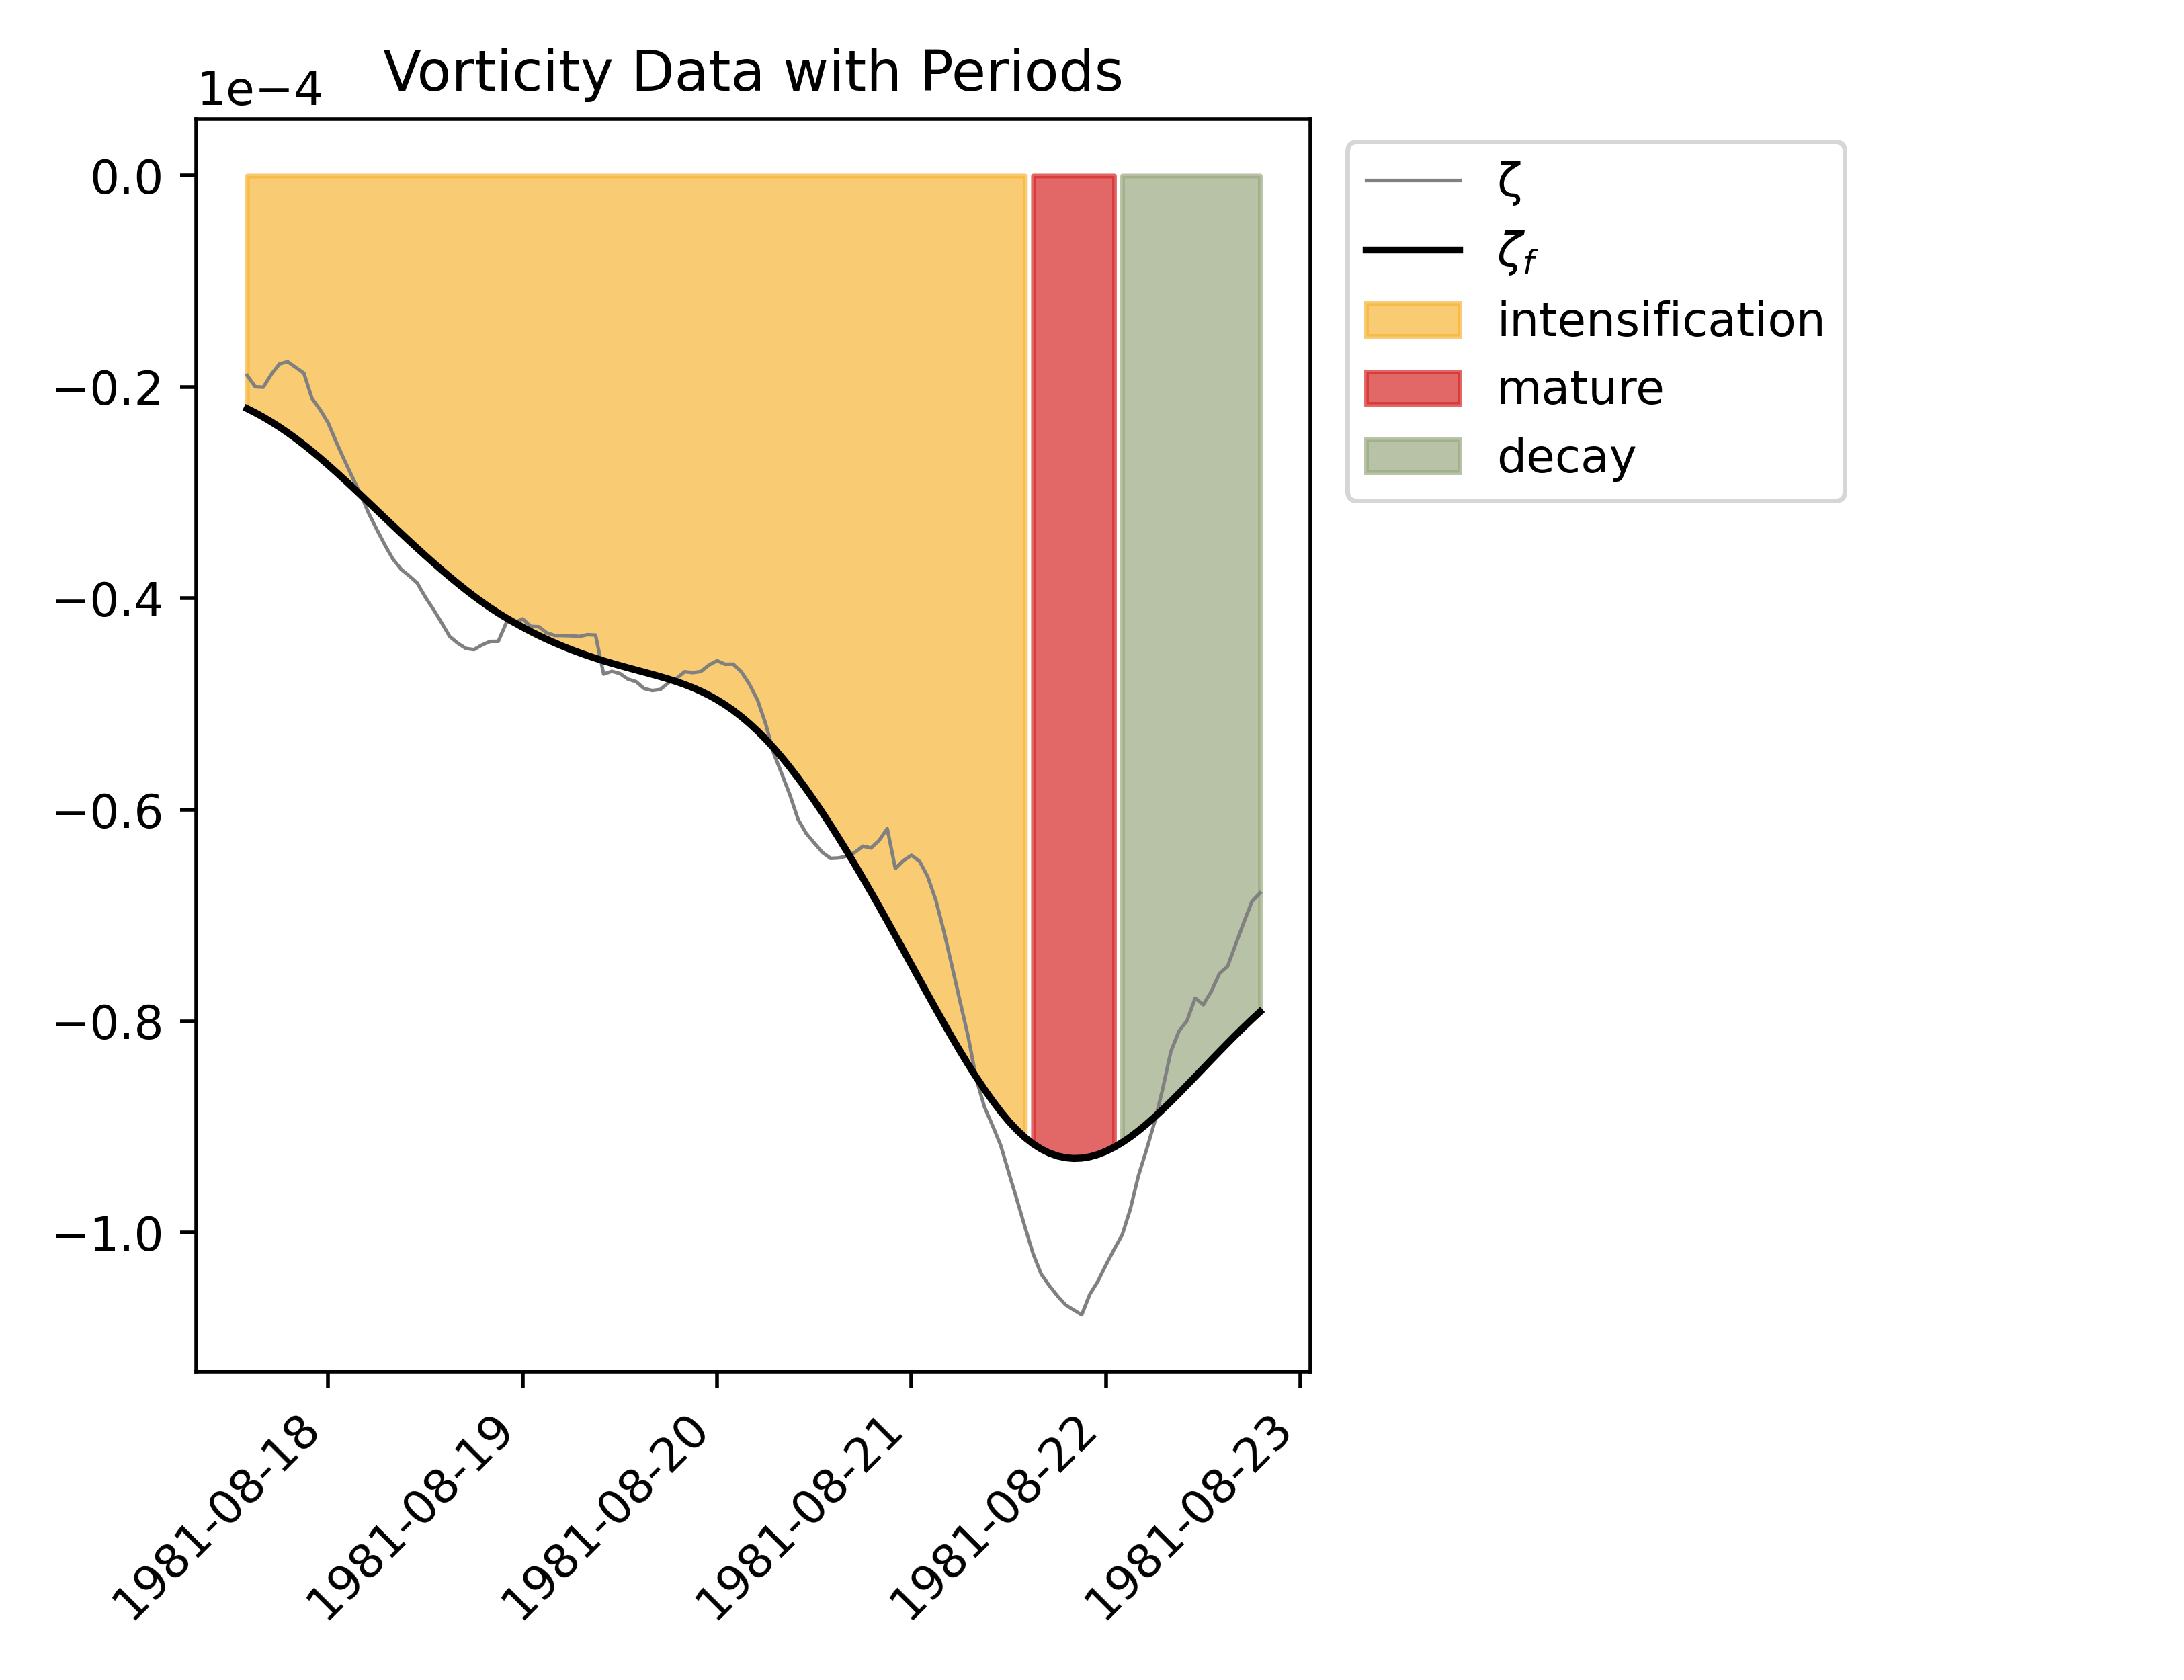 Vorticity Data with Periods
1e−4
0.0
−0.2
−0.4
−0.6
−0.8
−1.0
1981-08-18
1981-08-19
1981-08-20
1981-08-21
1981-08-22
1981-08-23
ζ
ζf
intensification
mature
decay